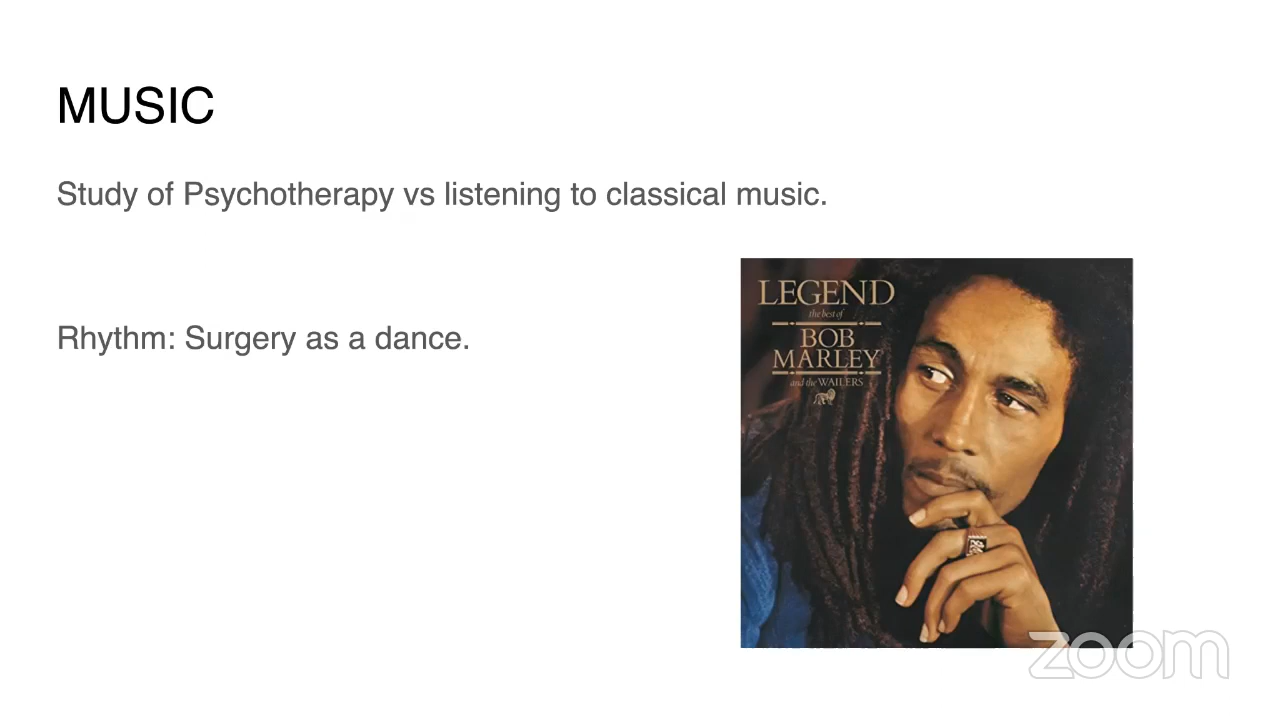 MUSIC
Study of Psychotherapy vs listening to classical music.
Rhythm: Surgery as a dance.
LEGEND
the best of
BOB
MARLEY
and the WAILERS
zoom